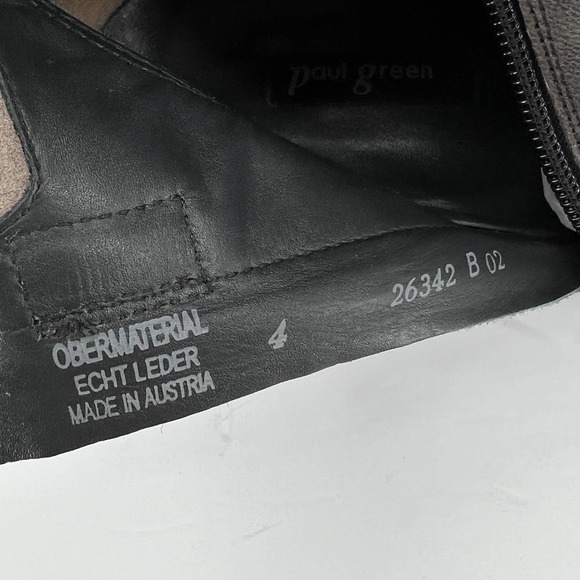 paul green
26342 B 02
4
OBERMATERIAL
ECHT LEDER
MADE IN AUSTRIA